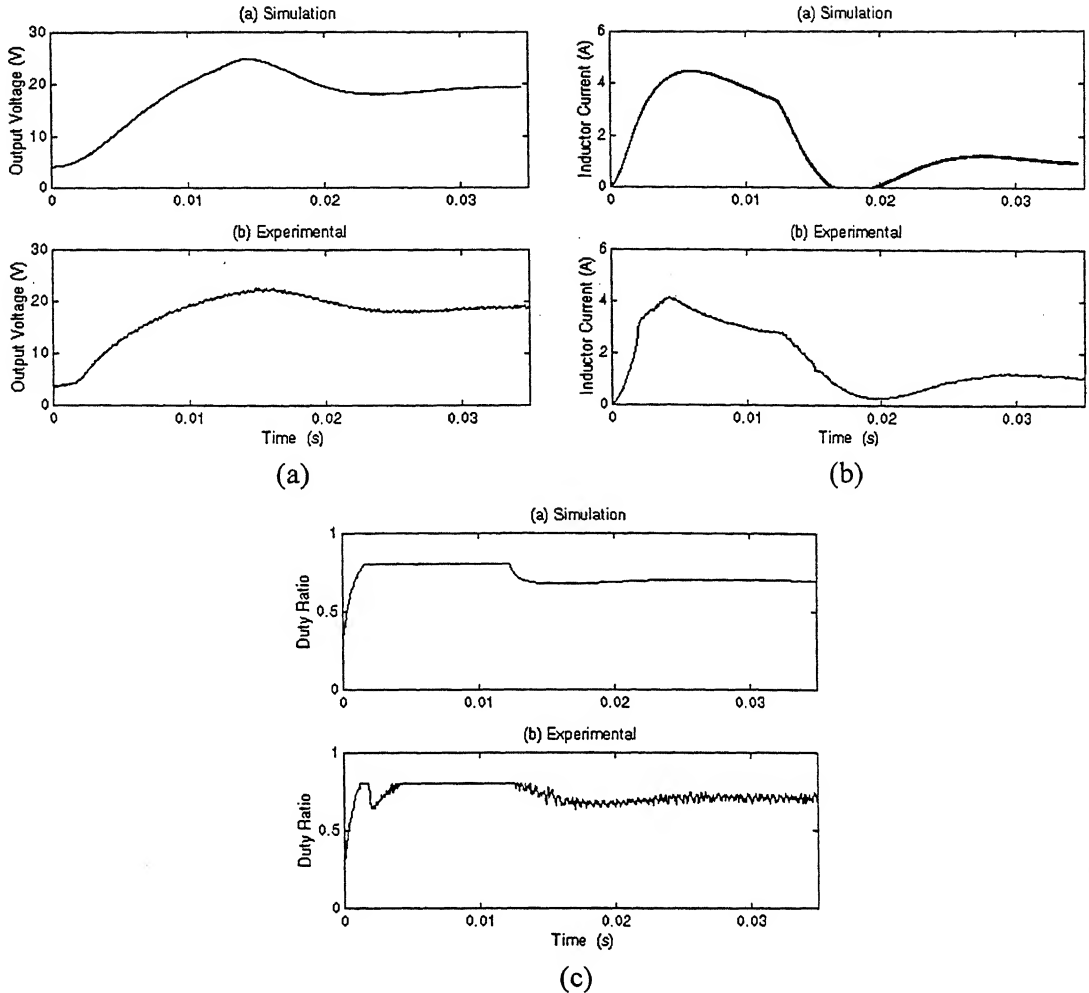 (a) Simulation
Output Voltage (V)
30
20
10
0
0 0.01 0.02 0.03
(b) Experimental
Output Voltage (V)
30
20
10
0
0 0.01 0.02 0.03
Time (s)
(a)
(a) Simulation
Inductor Current (A)
6
4
2
0
0 0.01 0.02 0.03
(b) Experimental
Inductor Current (A)
6
4
2
0
0 0.01 0.02 0.03
Time (s)
(b)
(a) Simulation
Duty Ratio
1
0.5
0
0 0.01 0.02 0.03
(b) Experimental
Duty Ratio
1
0.5
0
0 0.01 0.02 0.03
Time (s)
(c)